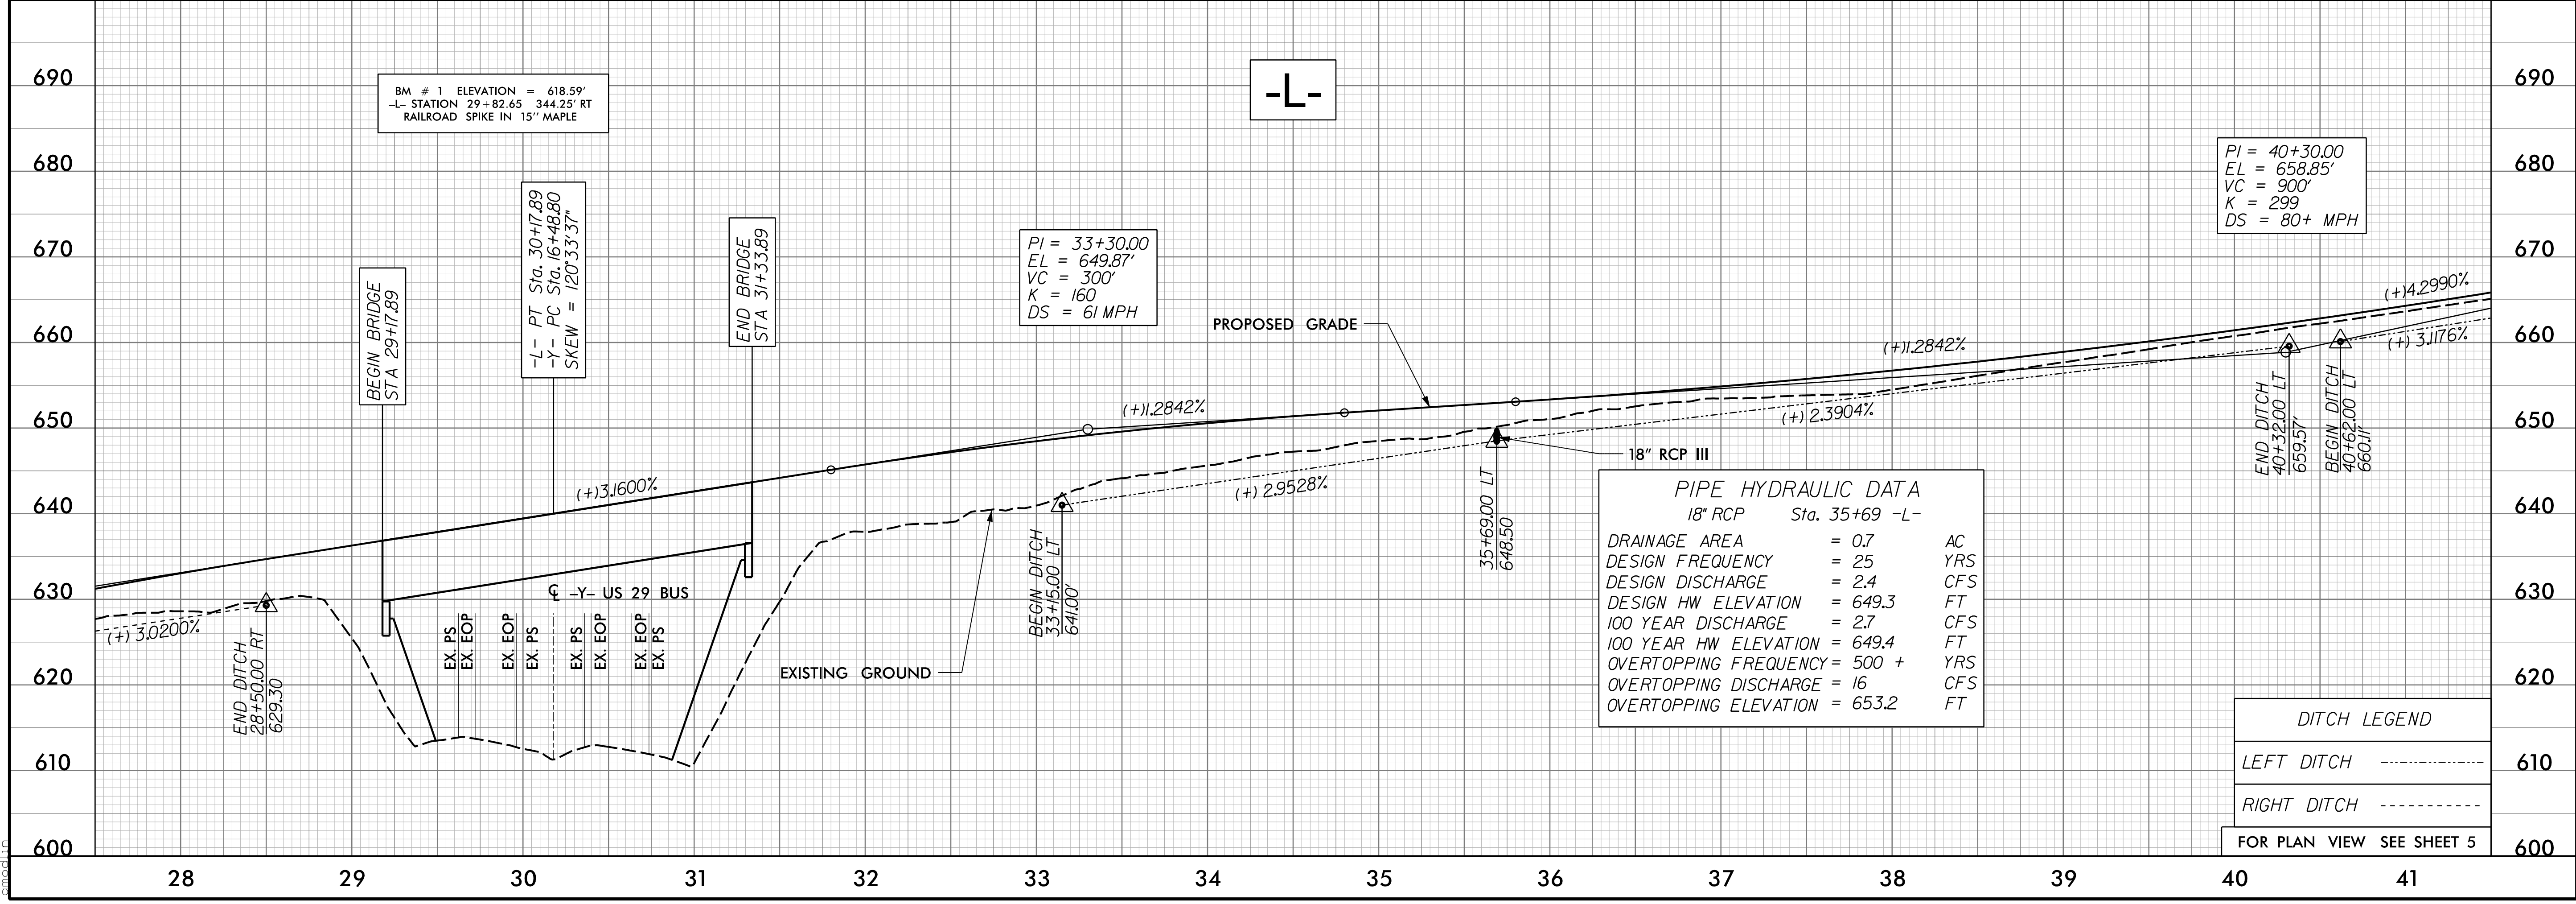 690
680
670
660
650
640
630
620
610
600
BM # 1 ELEVATION = 618.59'
-L- STATION 29+82.65 344.25' RT
RAILROAD SPIKE IN 15'' MAPLE
-L-
BEGIN BRIDGE
STA 29+17.89
-L- PT Sta. 30+17.89
-Y- PC Sta. 16+48.80
SKEW = 120°33'37"
END BRIDGE
STA 31+33.89
PI = 33+30.00
EL = 649.87'
VC = 300'
K = 160
DS = 61 MPH
PROPOSED GRADE
PI = 40+30.00
EL = 658.85'
VC = 900'
K = 299
DS = 80+ MPH
(+)3.1600%
(+)1.2842%
(+)1.2842%
(+)4.2990%
(+) 3.1176%
(+) 2.3904%
(+) 2.9528%
(+) 3.0200%
END DITCH
28+50.00 RT
629.30
℄ -Y- US 29 BUS
EX. PS
EX. EOP
EX. EOP
EX. PS
EX. PS
EX. EOP
EX. EOP
EX. PS
EXISTING GROUND
BEGIN DITCH
33+15.00 LT
641.00'
35+69.00 LT
648.50
18" RCP III
END DITCH
40+32.00 LT
659.57'
BEGIN DITCH
40+62.00 LT
660.11'
PIPE HYDRAULIC DATA
18" RCP Sta. 35+69 -L-
DRAINAGE AREA = 0.7 AC
DESIGN FREQUENCY = 25 YRS
DESIGN DISCHARGE = 2.4 CFS
DESIGN HW ELEVATION = 649.3 FT
100 YEAR DISCHARGE = 2.7 CFS
100 YEAR HW ELEVATION = 649.4 FT
OVERTOPPING FREQUENCY = 500 + YRS
OVERTOPPING DISCHARGE = 16 CFS
OVERTOPPING ELEVATION = 653.2 FT
DITCH LEGEND
LEFT DITCH
RIGHT DITCH
FOR PLAN VIEW SEE SHEET 5
690
680
670
660
650
640
630
620
610
600
28 29 30 31 32 33 34 35 36 37 38 39 40 41
amodlin